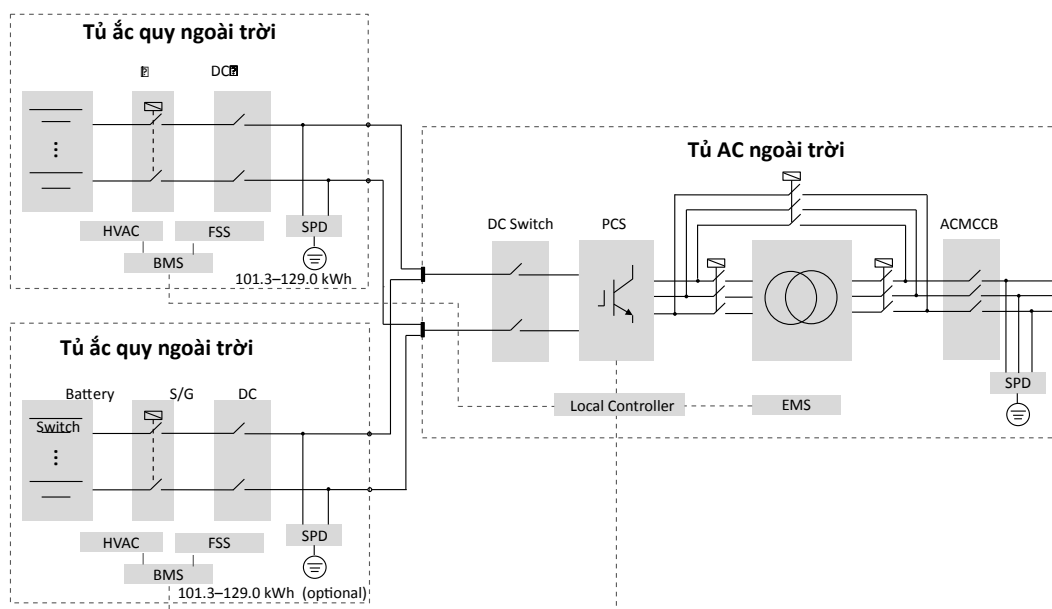 Tủ ắc quy ngoài trời
DC
HVAC
FSS
SPD
BMS
101.3–129.0 kWh
Tủ AC ngoài trời
DC Switch
PCS
ACMCCB
SPD
Local Controller
EMS
Tủ ắc quy ngoài trời
Battery
S/G
DC
Switch
HVAC
FSS
SPD
BMS
101.3–129.0 kWh (optional)